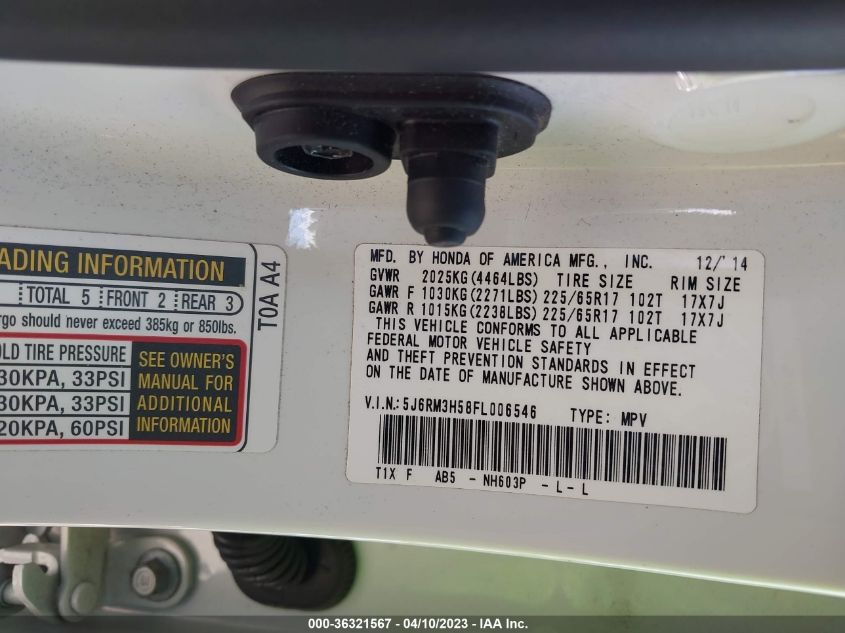 ADING INFORMATION
TOTAL 5 FRONT 2 REAR 3
rgo should never exceed 385kg or 850lbs.
OLD TIRE PRESSURE
30KPA, 33PSI
30KPA, 33PSI
20KPA, 60PSI
SEE OWNER'S
MANUAL FOR
ADDITIONAL
INFORMATION
T0A A4
MFD. BY HONDA OF AMERICA MFG., INC. 12/'14
GVWR 2025KG(4464LBS) TIRE SIZE RIM SIZE
GAWR F 1030KG(2271LBS) 225/65R17 102T 17X7J
GAWR R 1015KG(2238LBS) 225/65R17 102T 17X7J
THIS VEHICLE CONFORMS TO ALL APPLICABLE
FEDERAL MOTOR VEHICLE SAFETY
AND THEFT PREVENTION STANDARDS IN EFFECT
ON THE DATE OF MANUFACTURE SHOWN ABOVE.
V.I.N.:5J6RM3H58FL006546 TYPE: MPV
T1X F AB5 - NH603P - L - L
000-36321567 - 04/10/2023 - IAA Inc.